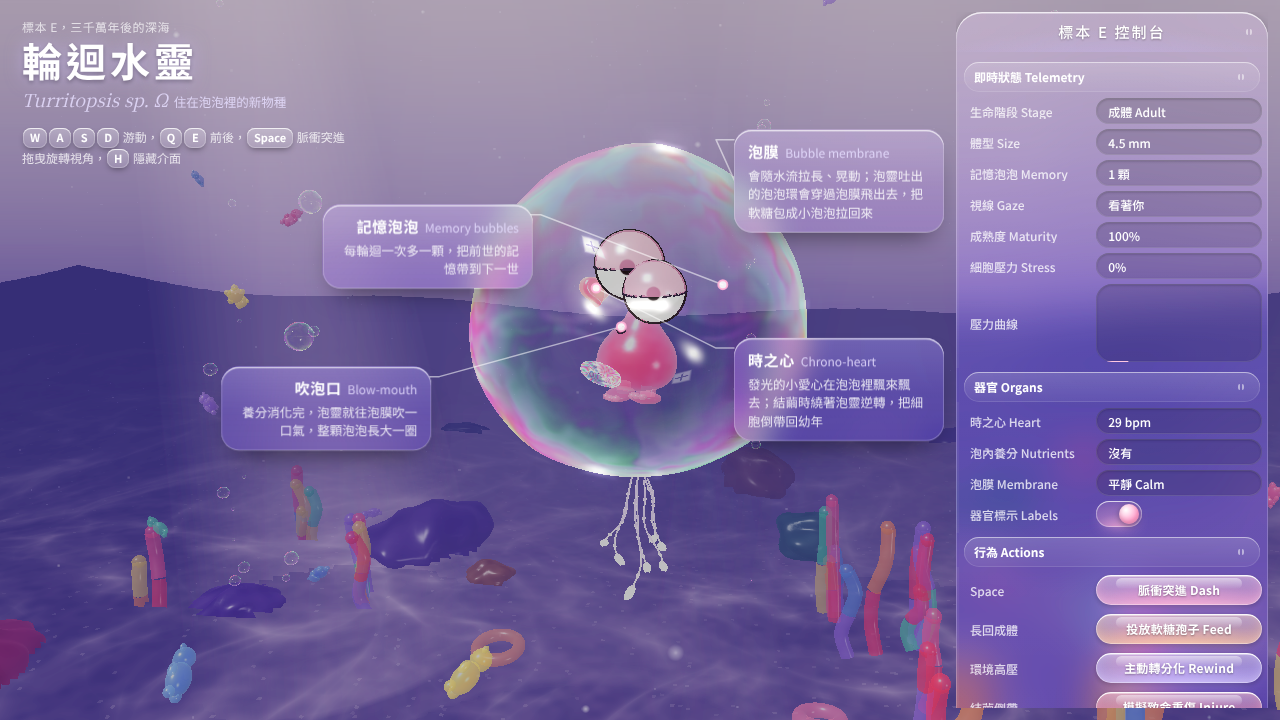 標本 E，三千萬年後的深海
輪迴水靈
Turritopsis sp. Ω 住在泡泡裡的新物種
W A S D 游動，Q E 前後，Space 脈衝突進
拖曳旋轉視角，H 隱藏介面
記憶泡泡 Memory bubbles
每輪迴一次多一顆，把前世的記
憶帶到下一世
吹泡口 Blow-mouth
養分消化完，泡靈就往泡膜吹一
口氣，整顆泡泡長大一圈
泡膜 Bubble membrane
會隨水流拉長、晃動；泡靈吐出
的泡泡環會穿過泡膜飛出去，把
軟糖包成小泡泡拉回來
時之心 Chrono-heart
發光的小愛心在泡泡裡飄來飄
去；結繭時繞著泡靈逆轉，把細
胞倒帶回幼年
標本 E 控制台
即時狀態 Telemetry
生命階段 Stage 成體 Adult
體型 Size 4.5 mm
記憶泡泡 Memory 1 顆
視線 Gaze 看著你
成熟度 Maturity 100%
細胞壓力 Stress 0%
壓力曲線
器官 Organs
時之心 Heart 29 bpm
泡內養分 Nutrients 沒有
泡膜 Membrane 平靜 Calm
器官標示 Labels
行為 Actions
Space 脈衝突進 Dash
長回成體 投放軟糖孢子 Feed
環境高壓 主動轉分化 Rewind
結繭倒帶 模擬致命重傷 Injure